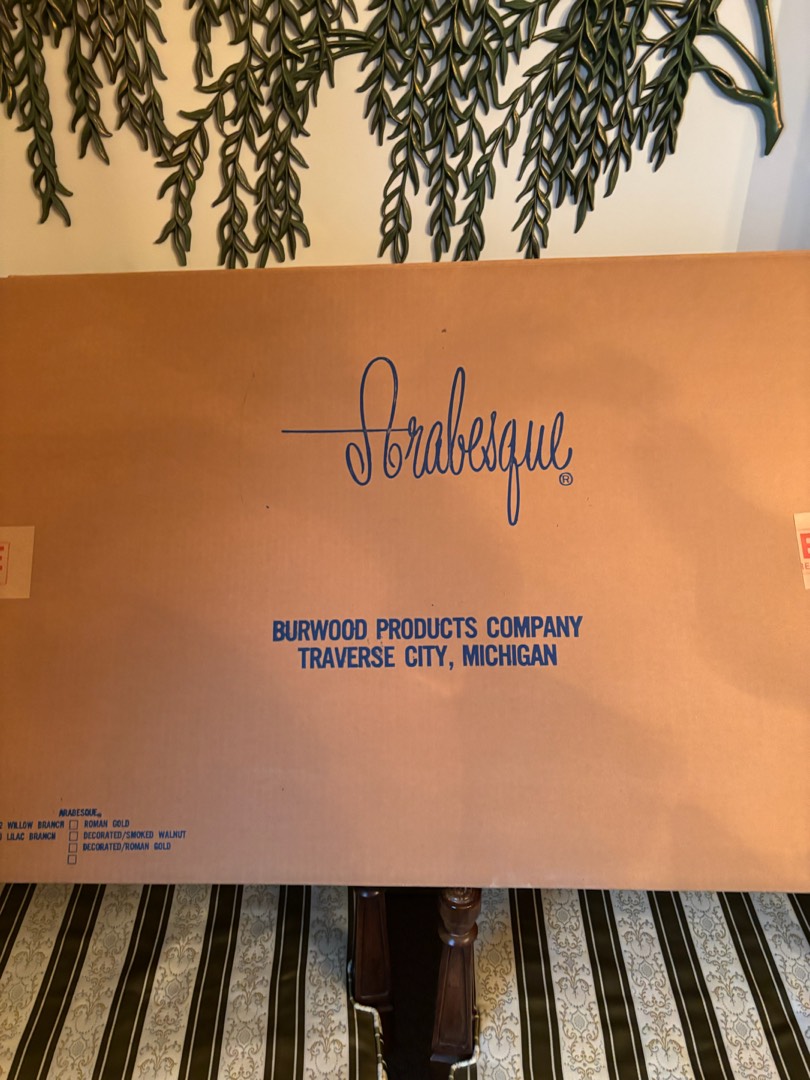 Arabesque®
BURWOOD PRODUCTS COMPANY
TRAVERSE CITY, MICHIGAN
ARABESQUE
WILLOW BRANCH ☐ ROMAN GOLD
LILAC BRANCH ☐ DECORATED/SMOKED WALNUT
☐ DECORATED/ROMAN GOLD
☐